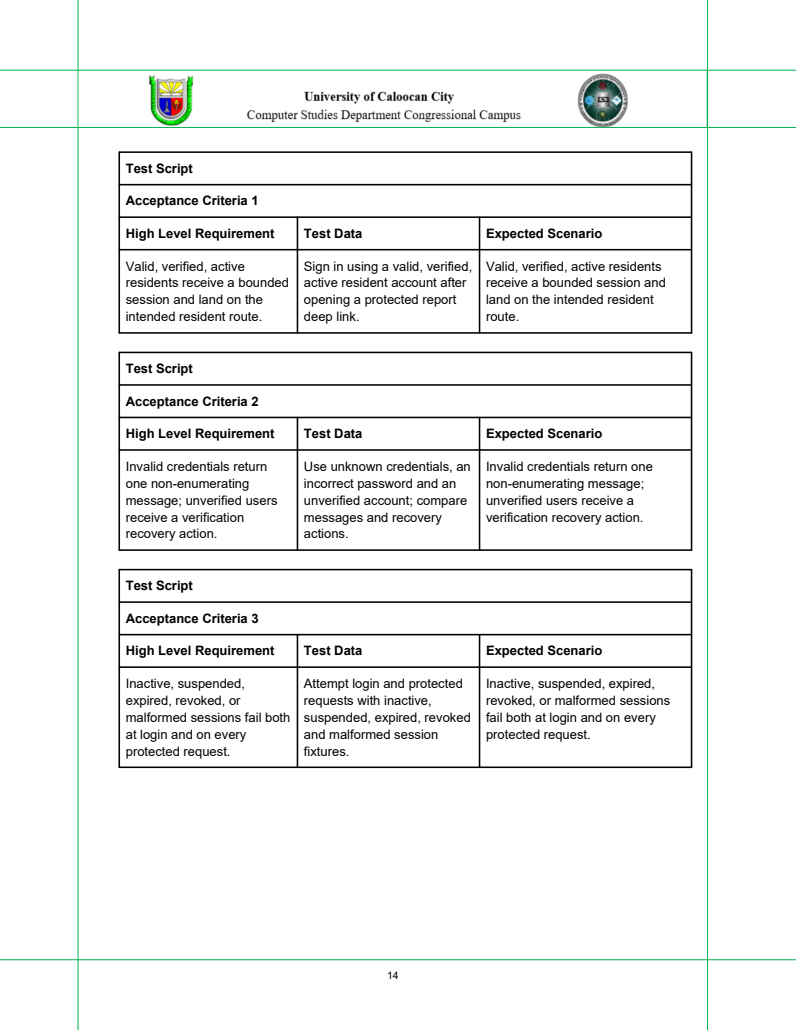 University of Caloocan City
Computer Studies Department Congressional Campus
Test Script
Acceptance Criteria 1
High Level Requirement
Test Data
Expected Scenario
Valid, verified, active
residents receive a bounded
session and land on the
intended resident route.
Sign in using a valid, verified,
active resident account after
opening a protected report
deep link.
Valid, verified, active residents
receive a bounded session and
land on the intended resident
route.
Test Script
Acceptance Criteria 2
High Level Requirement
Test Data
Expected Scenario
Invalid credentials return
one non-enumerating
message; unverified users
receive a verification
recovery action.
Use unknown credentials, an
incorrect password and an
unverified account; compare
messages and recovery
actions.
Invalid credentials return one
non-enumerating message;
unverified users receive a
verification recovery action.
Test Script
Acceptance Criteria 3
High Level Requirement
Test Data
Expected Scenario
Inactive, suspended,
expired, revoked, or
malformed sessions fail both
at login and on every
protected request.
Attempt login and protected
requests with inactive,
suspended, expired, revoked
and malformed session
fixtures.
Inactive, suspended, expired,
revoked, or malformed sessions
fail both at login and on every
protected request.
14